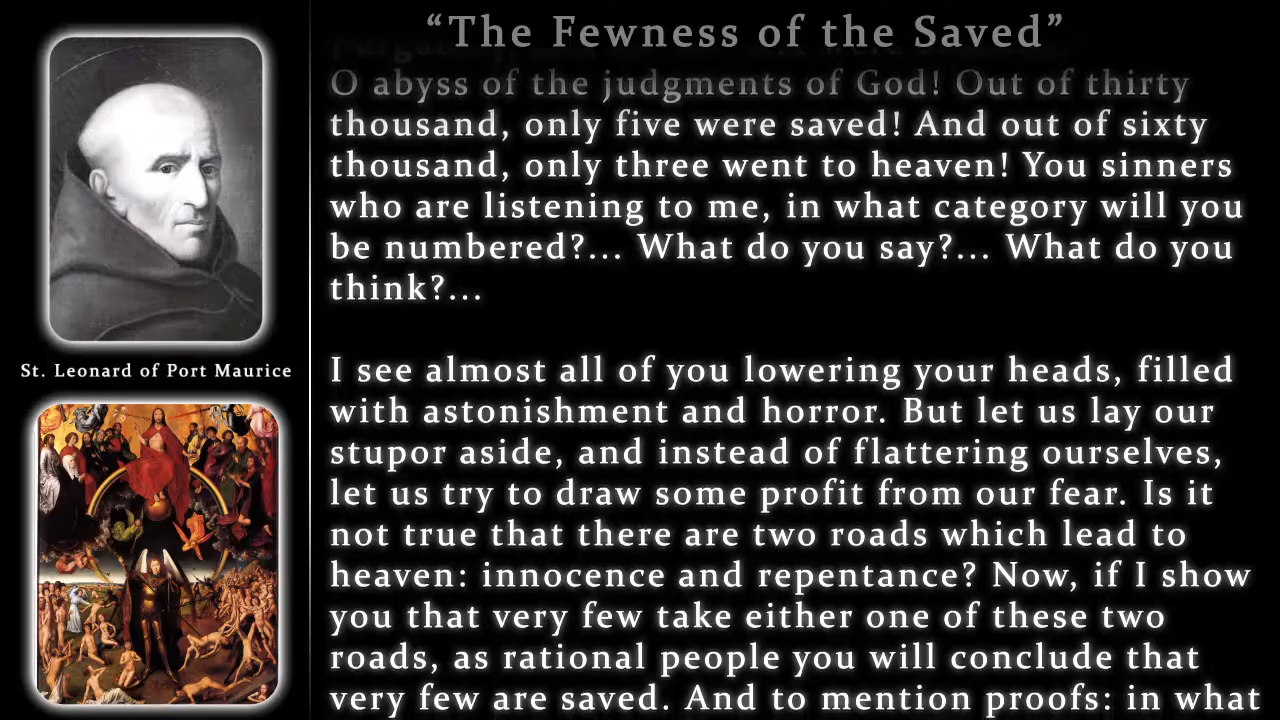 “The Fewness of the Saved”
O abyss of the judgments of God! Out of thirty
thousand, only five were saved! And out of sixty
thousand, only three went to heaven! You sinners
who are listening to me, in what category will you
be numbered?... What do you say?... What do you
think?...
I see almost all of you lowering your heads, filled
with astonishment and horror. But let us lay our
stupor aside, and instead of flattering ourselves,
let us try to draw some profit from our fear. Is it
not true that there are two roads which lead to
heaven: innocence and repentance? Now, if I show
you that very few take either one of these two
roads, as rational people you will conclude that
very few are saved. And to mention proofs: in what
St. Leonard of Port Maurice